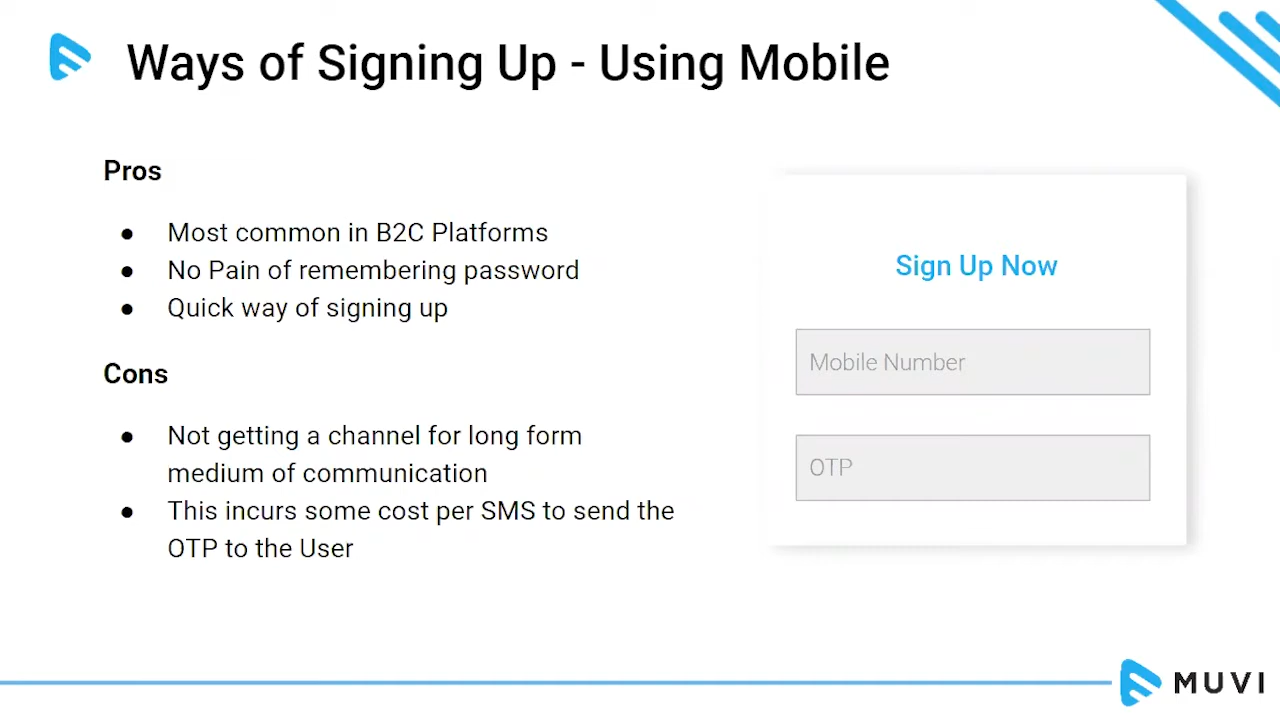 Ways of Signing Up - Using Mobile
Pros
● Most common in B2C Platforms
● No Pain of remembering password
● Quick way of signing up
Cons
● Not getting a channel for long form
medium of communication
● This incurs some cost per SMS to send the
OTP to the User
Sign Up Now
Mobile Number
OTP
MUVI